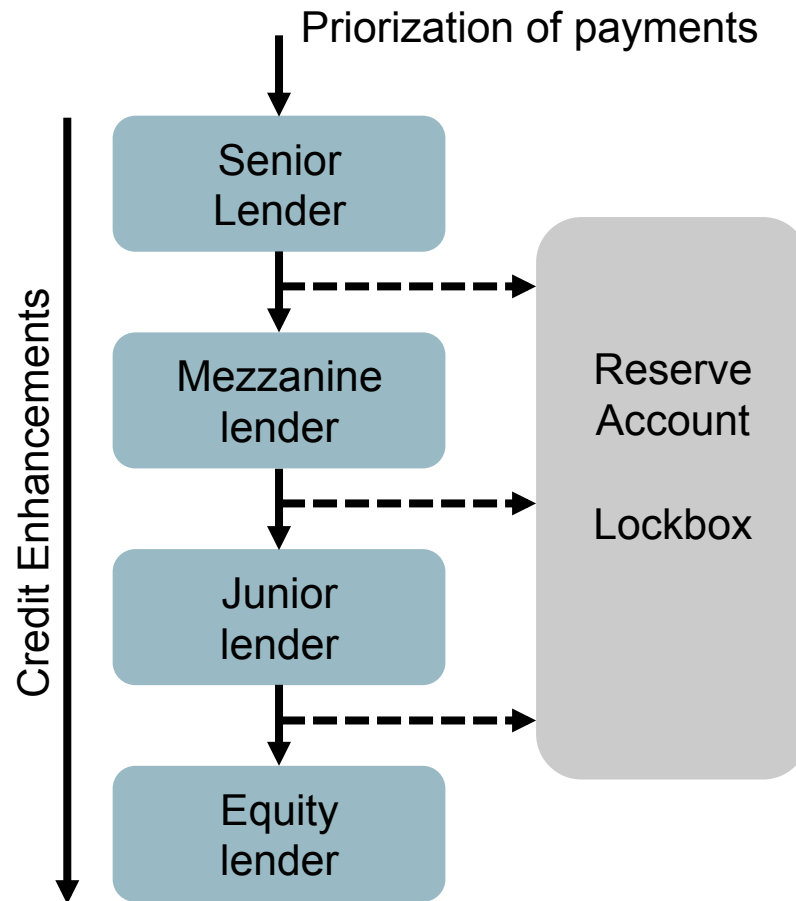 Priorization of payments
Senior
Lender
Mezzanine
lender
Junior
lender
Equity
lender
Reserve
Account
Lockbox
Credit Enhancements